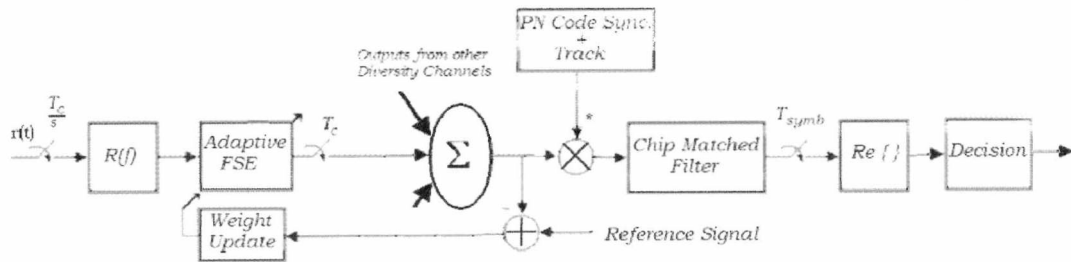 PN Code Sync.
+
Track
Outputs from other
Diversity Channels
r(t)
T_c
s
R(f)
Adaptive
FSE
T_c
Σ
*
Chip Matched
Filter
T_symb
Re { }
Decision
Weight
Update
-
+
Reference Signal